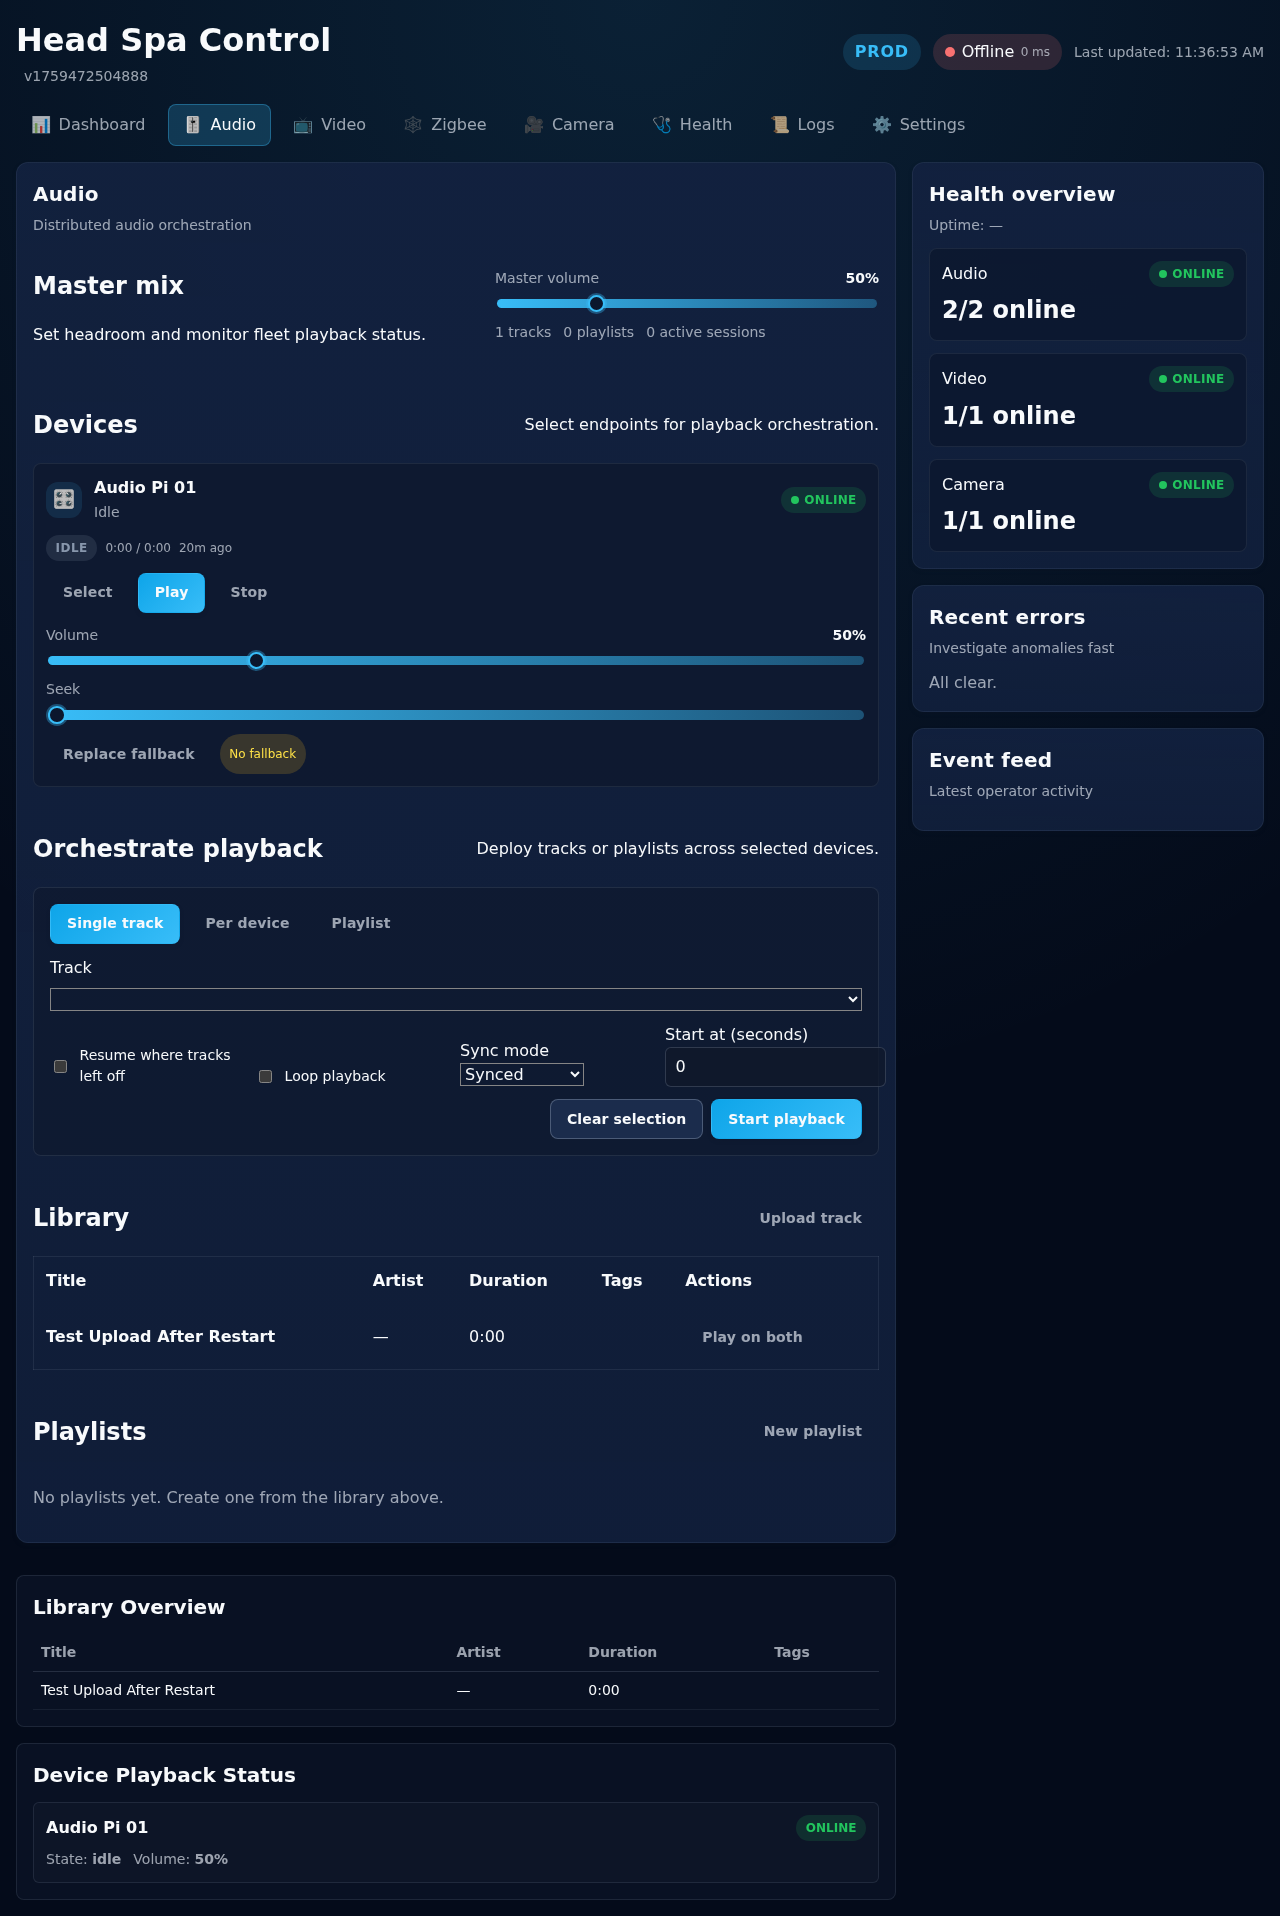 Head Spa Control
v1759472504888
PROD
Offline 0 ms
Last updated: 11:36:53 AM
Dashboard
Audio
Video
Zigbee
Camera
Health
Logs
Settings
Audio
Distributed audio orchestration
Master mix
Set headroom and monitor fleet playback status.
Master volume 50%
1 tracks 0 playlists 0 active sessions
Devices
Select endpoints for playback orchestration.
Audio Pi 01
Idle
ONLINE
IDLE 0:00 / 0:00 20m ago
Select Play Stop
Volume 50%
Seek
Replace fallback No fallback
Orchestrate playback
Deploy tracks or playlists across selected devices.
Single track Per device Playlist
Track
Resume where tracks
left off
Loop playback
Sync mode
Synced
Start at (seconds)
0
Clear selection Start playback
Library
Upload track
Title Artist Duration Tags Actions
Test Upload After Restart — 0:00 Play on both
Playlists
New playlist
No playlists yet. Create one from the library above.
Library Overview
Title Artist Duration Tags
Test Upload After Restart — 0:00
Device Playback Status
Audio Pi 01 ONLINE
State: idle Volume: 50%
Health overview
Uptime: —
Audio ONLINE
2/2 online
Video ONLINE
1/1 online
Camera ONLINE
1/1 online
Recent errors
Investigate anomalies fast
All clear.
Event feed
Latest operator activity